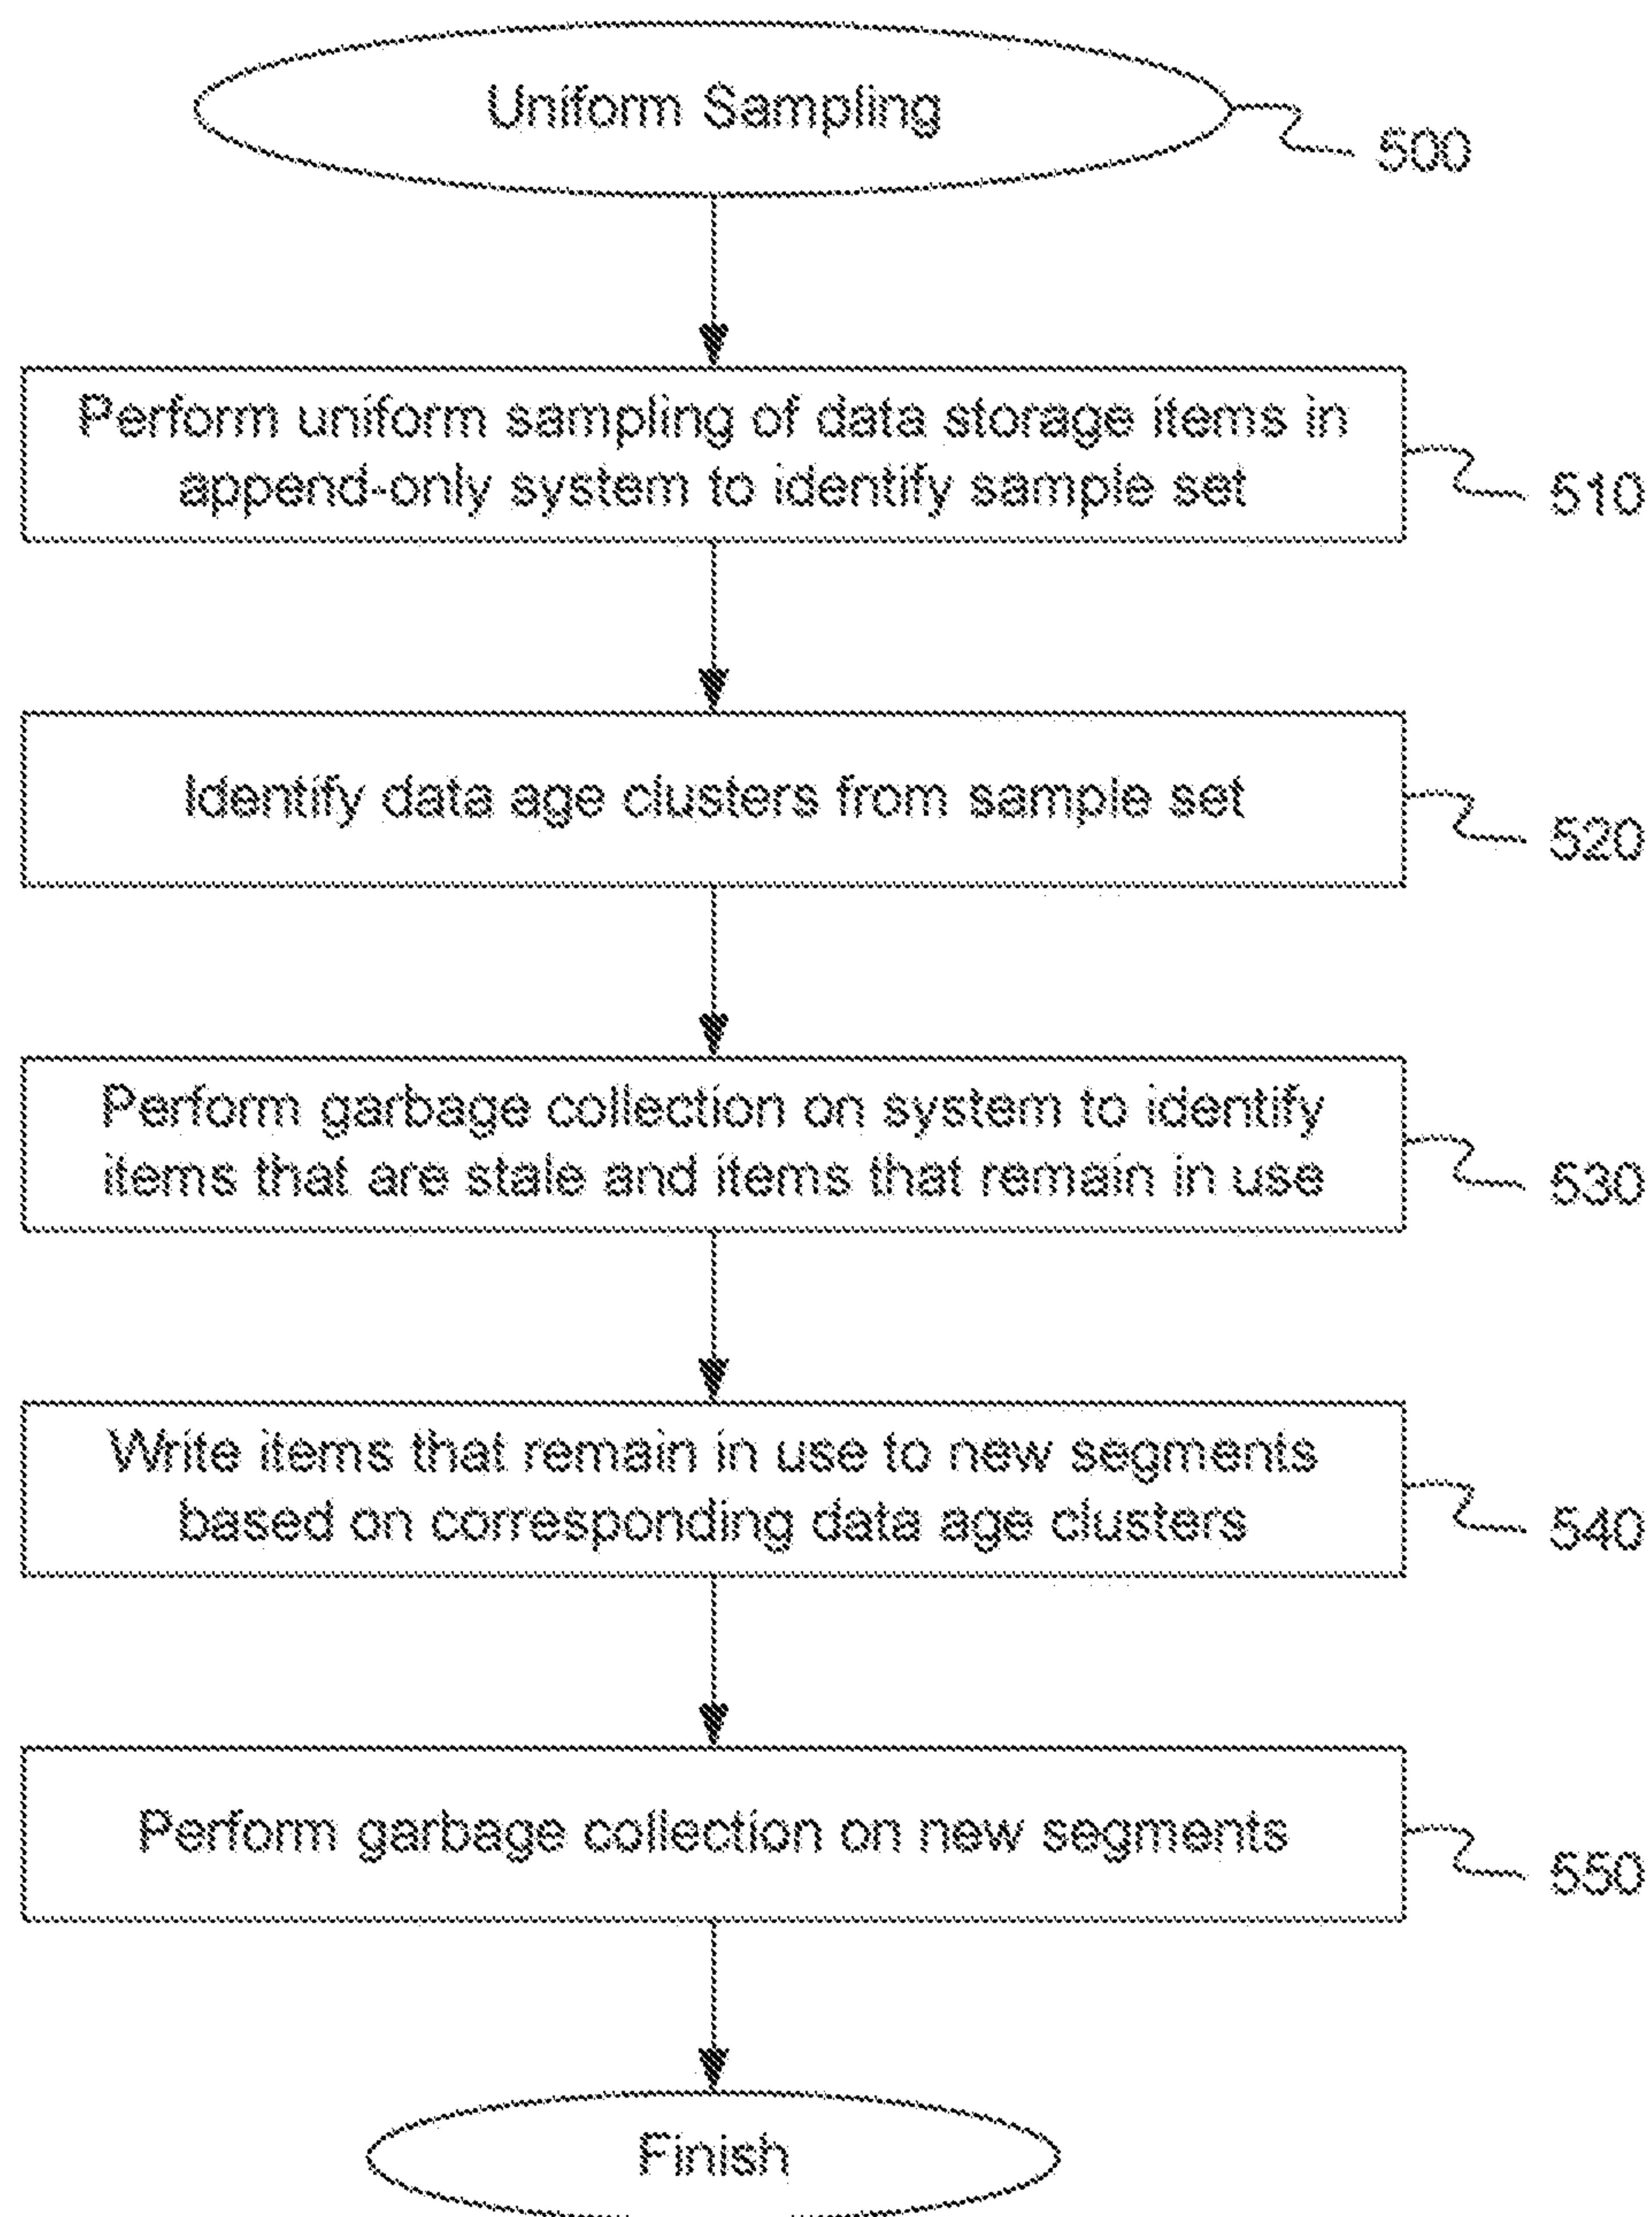 Uniform Sampling
500
Perform uniform sampling of data storage items in
append-only system to identify sample set
510
Identify data age clusters from sample set
520
Perform garbage collection on system to identify
items that are stale and items that remain in use
530
Write items that remain in use to new segments
based on corresponding data age clusters
540
Perform garbage collection on new segments
550
Finish